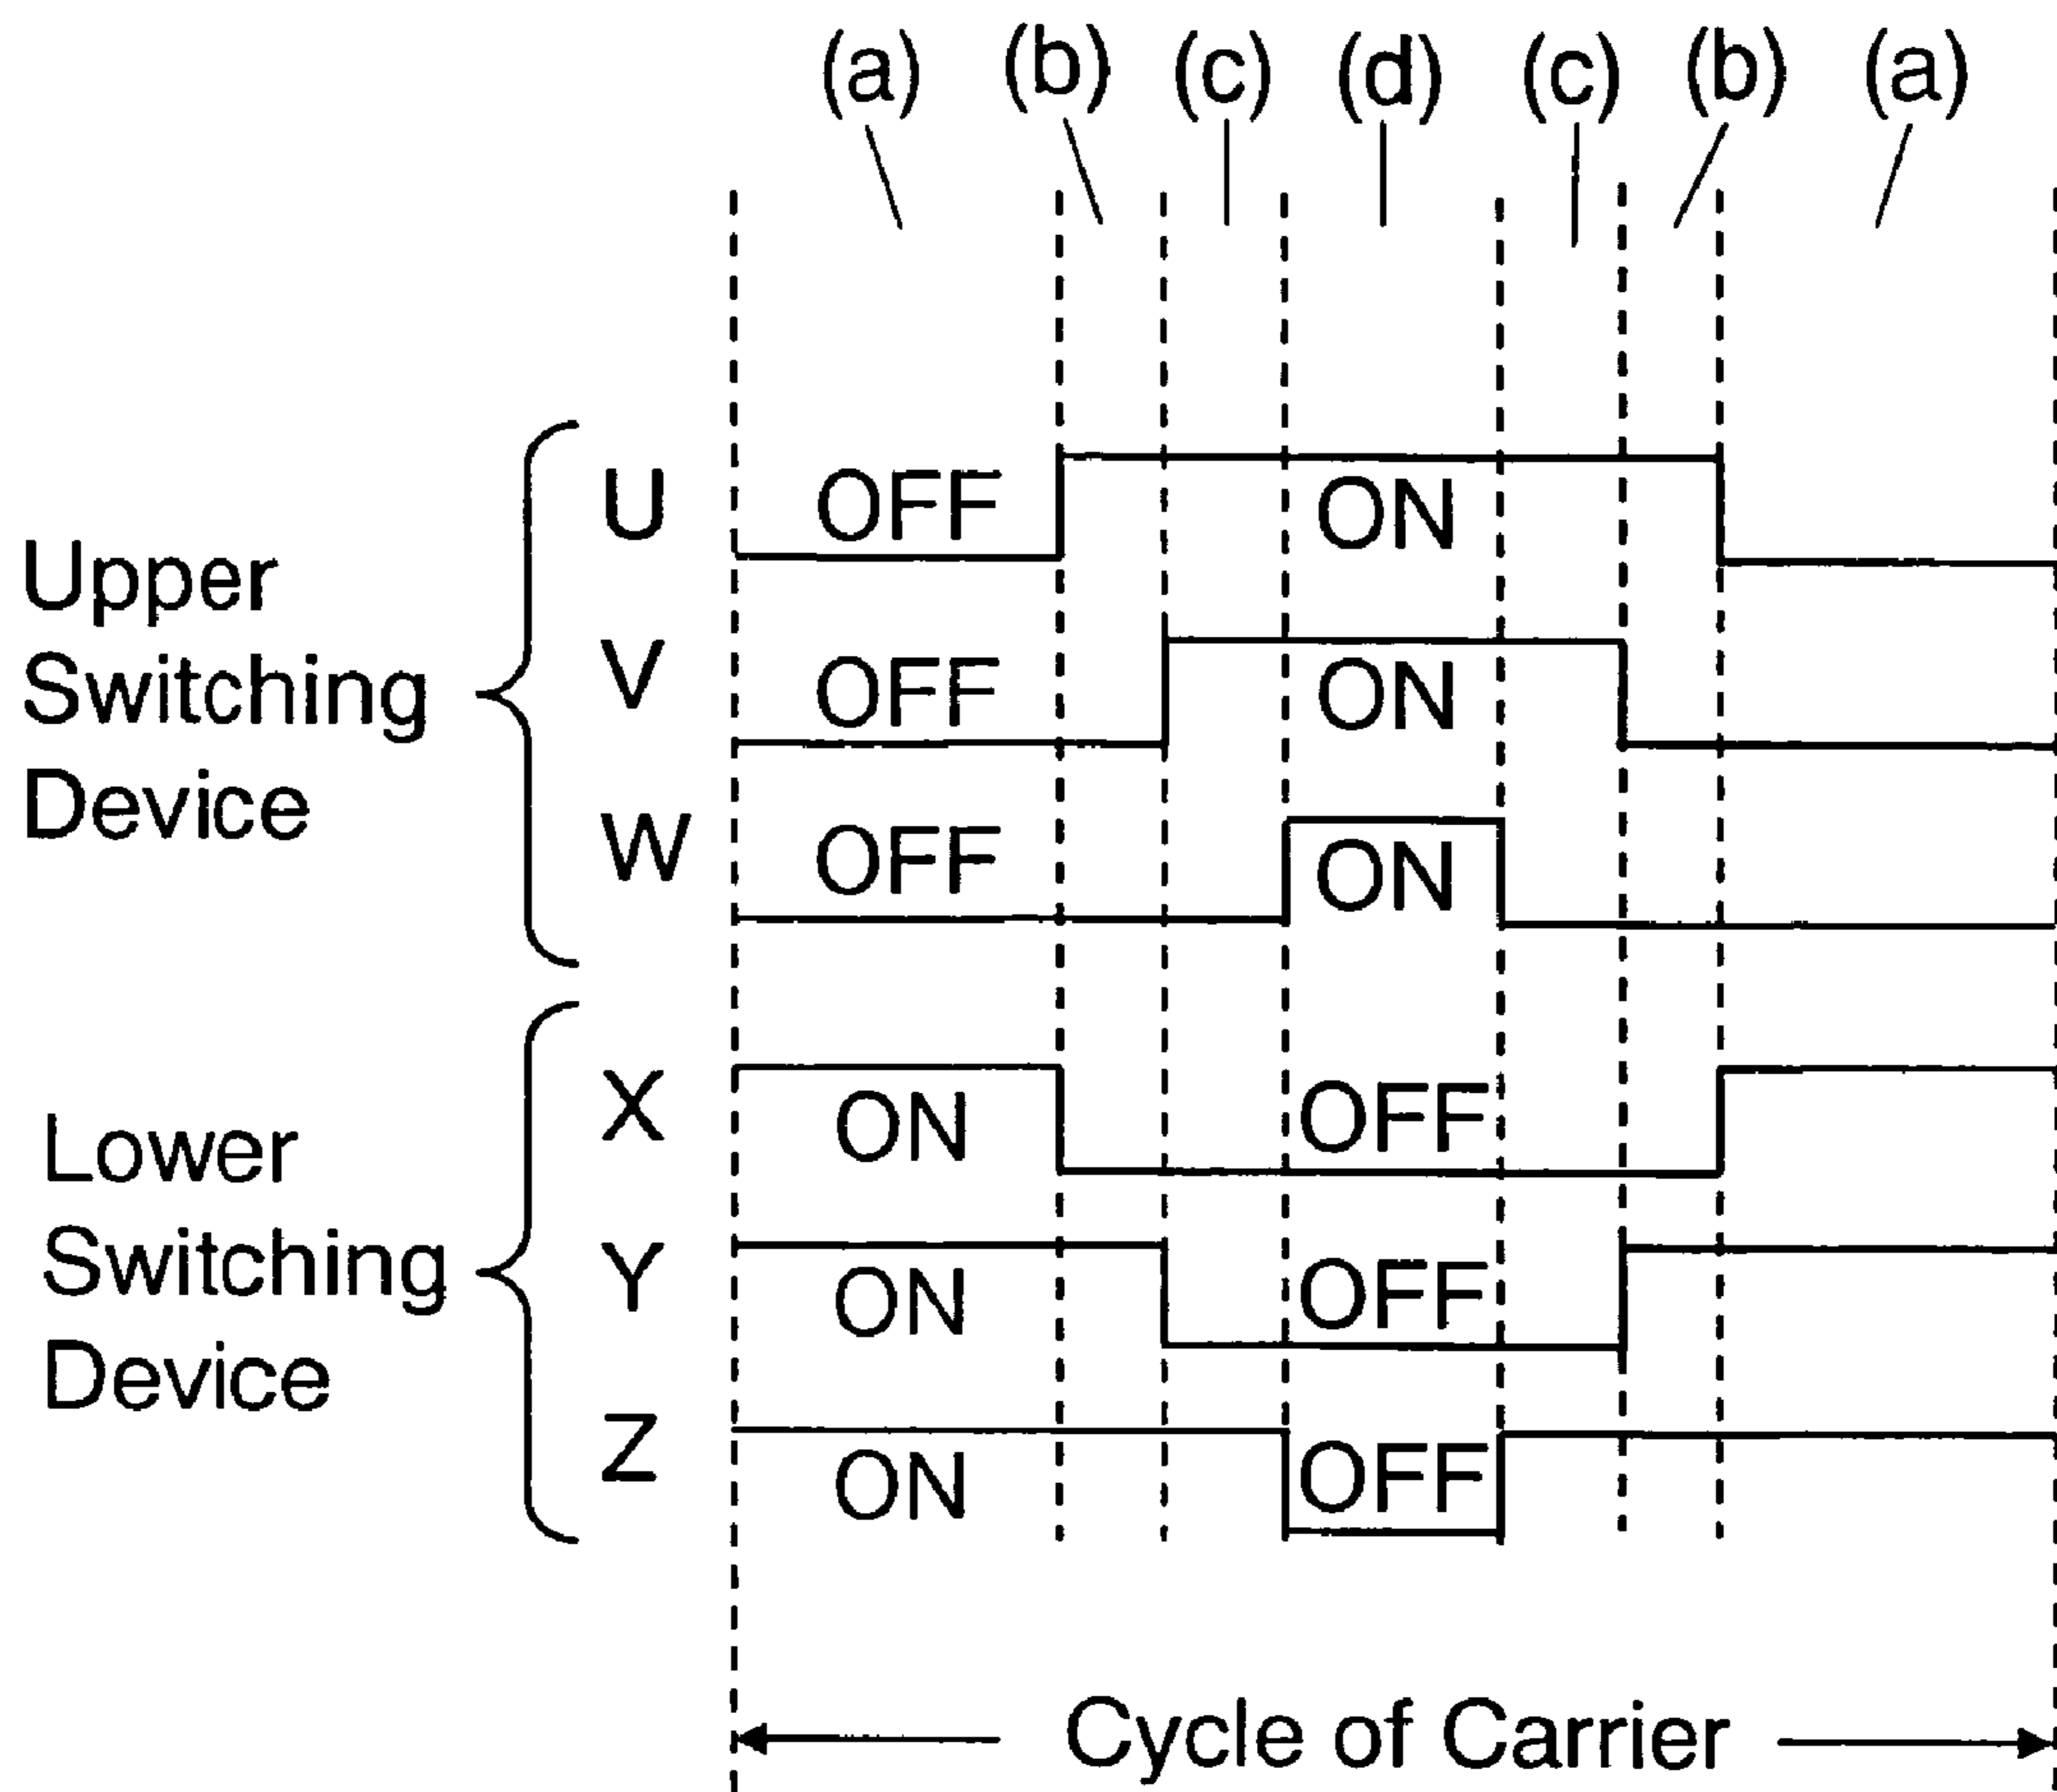 (a) (b) (c) (d) (c) (b) (a)
Upper
Switching
Device
U OFF ON
V OFF ON
W OFF ON
Lower
Switching
Device
X ON OFF
Y ON OFF
Z ON OFF
Cycle of Carrier